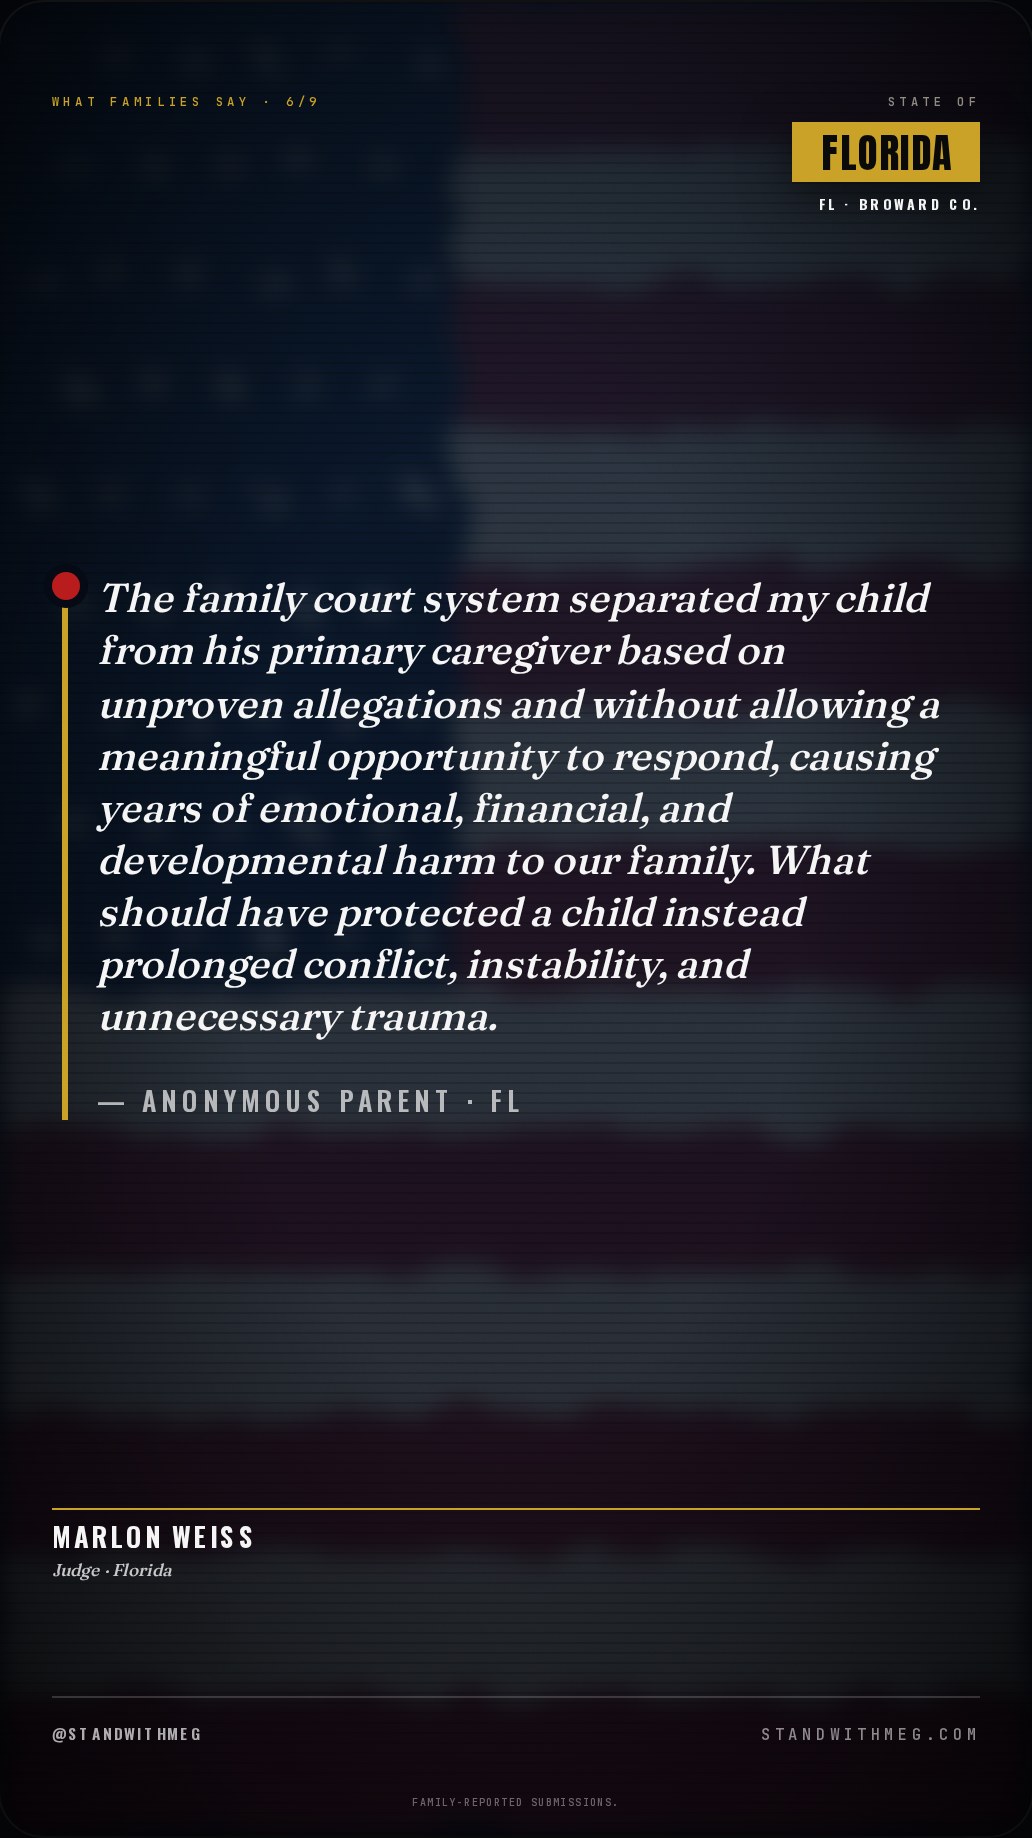 WHAT FAMILIES SAY · 6/9
STATE OF
FLORIDA
FL · BROWARD CO.
The family court system separated my child
from his primary caregiver based on
unproven allegations and without allowing a
meaningful opportunity to respond, causing
years of emotional, financial, and
developmental harm to our family. What
should have protected a child instead
prolonged conflict, instability, and
unnecessary trauma.
— ANONYMOUS PARENT · FL
MARLON WEISS
Judge · Florida
@STANDWITHMEG
STANDWITHMEG.COM
FAMILY-REPORTED SUBMISSIONS.